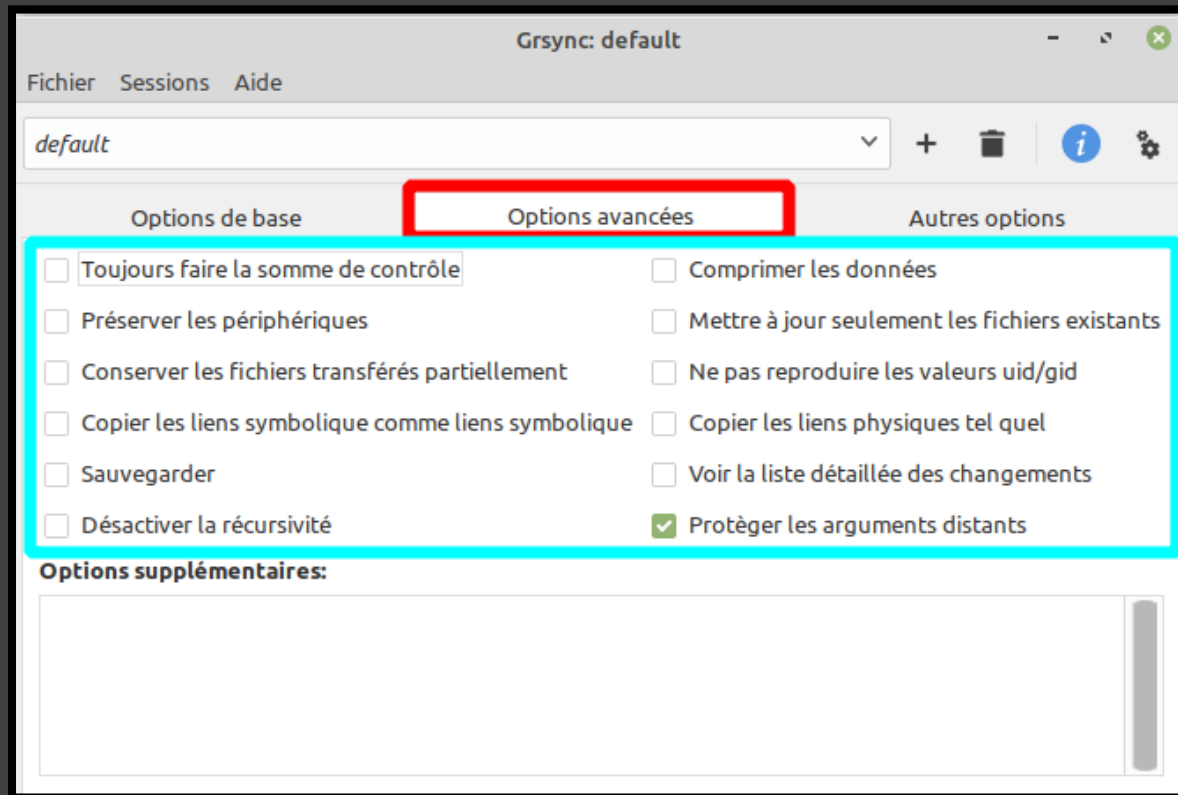 Grsync: default
Fichier Sessions Aide
default
Options de base Options avancées Autres options
Toujours faire la somme de contrôle Comprimer les données
Préserver les périphériques Mettre à jour seulement les fichiers existants
Conserver les fichiers transférés partiellement Ne pas reproduire les valeurs uid/gid
Copier les liens symbolique comme liens symbolique Copier les liens physiques tel quel
Sauvegarder Voir la liste détaillée des changements
Désactiver la récursivité Protèger les arguments distants
Options supplémentaires: